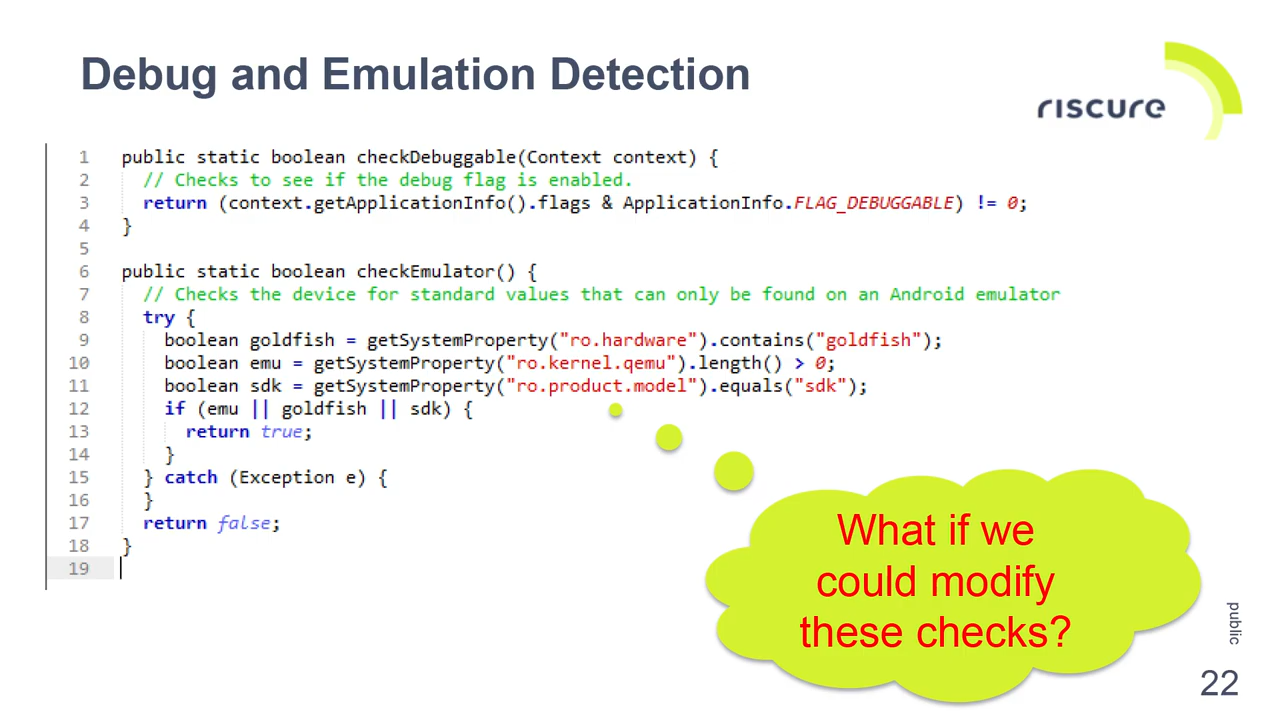 Debug and Emulation Detection
riscure
1 public static boolean checkDebuggable(Context context) {
2 // Checks to see if the debug flag is enabled.
3 return (context.getApplicationInfo().flags & ApplicationInfo.FLAG_DEBUGGABLE) != 0;
4 }
5
6 public static boolean checkEmulator() {
7 // Checks the device for standard values that can only be found on an Android emulator
8 try {
9 boolean goldfish = getSystemProperty("ro.hardware").contains("goldfish");
10 boolean emu = getSystemProperty("ro.kernel.qemu").length() > 0;
11 boolean sdk = getSystemProperty("ro.product.model").equals("sdk");
12 if (emu || goldfish || sdk) {
13 return true;
14 }
15 } catch (Exception e) {
16 }
17 return false;
18 }
19
What if we
could modify
these checks?
public
22